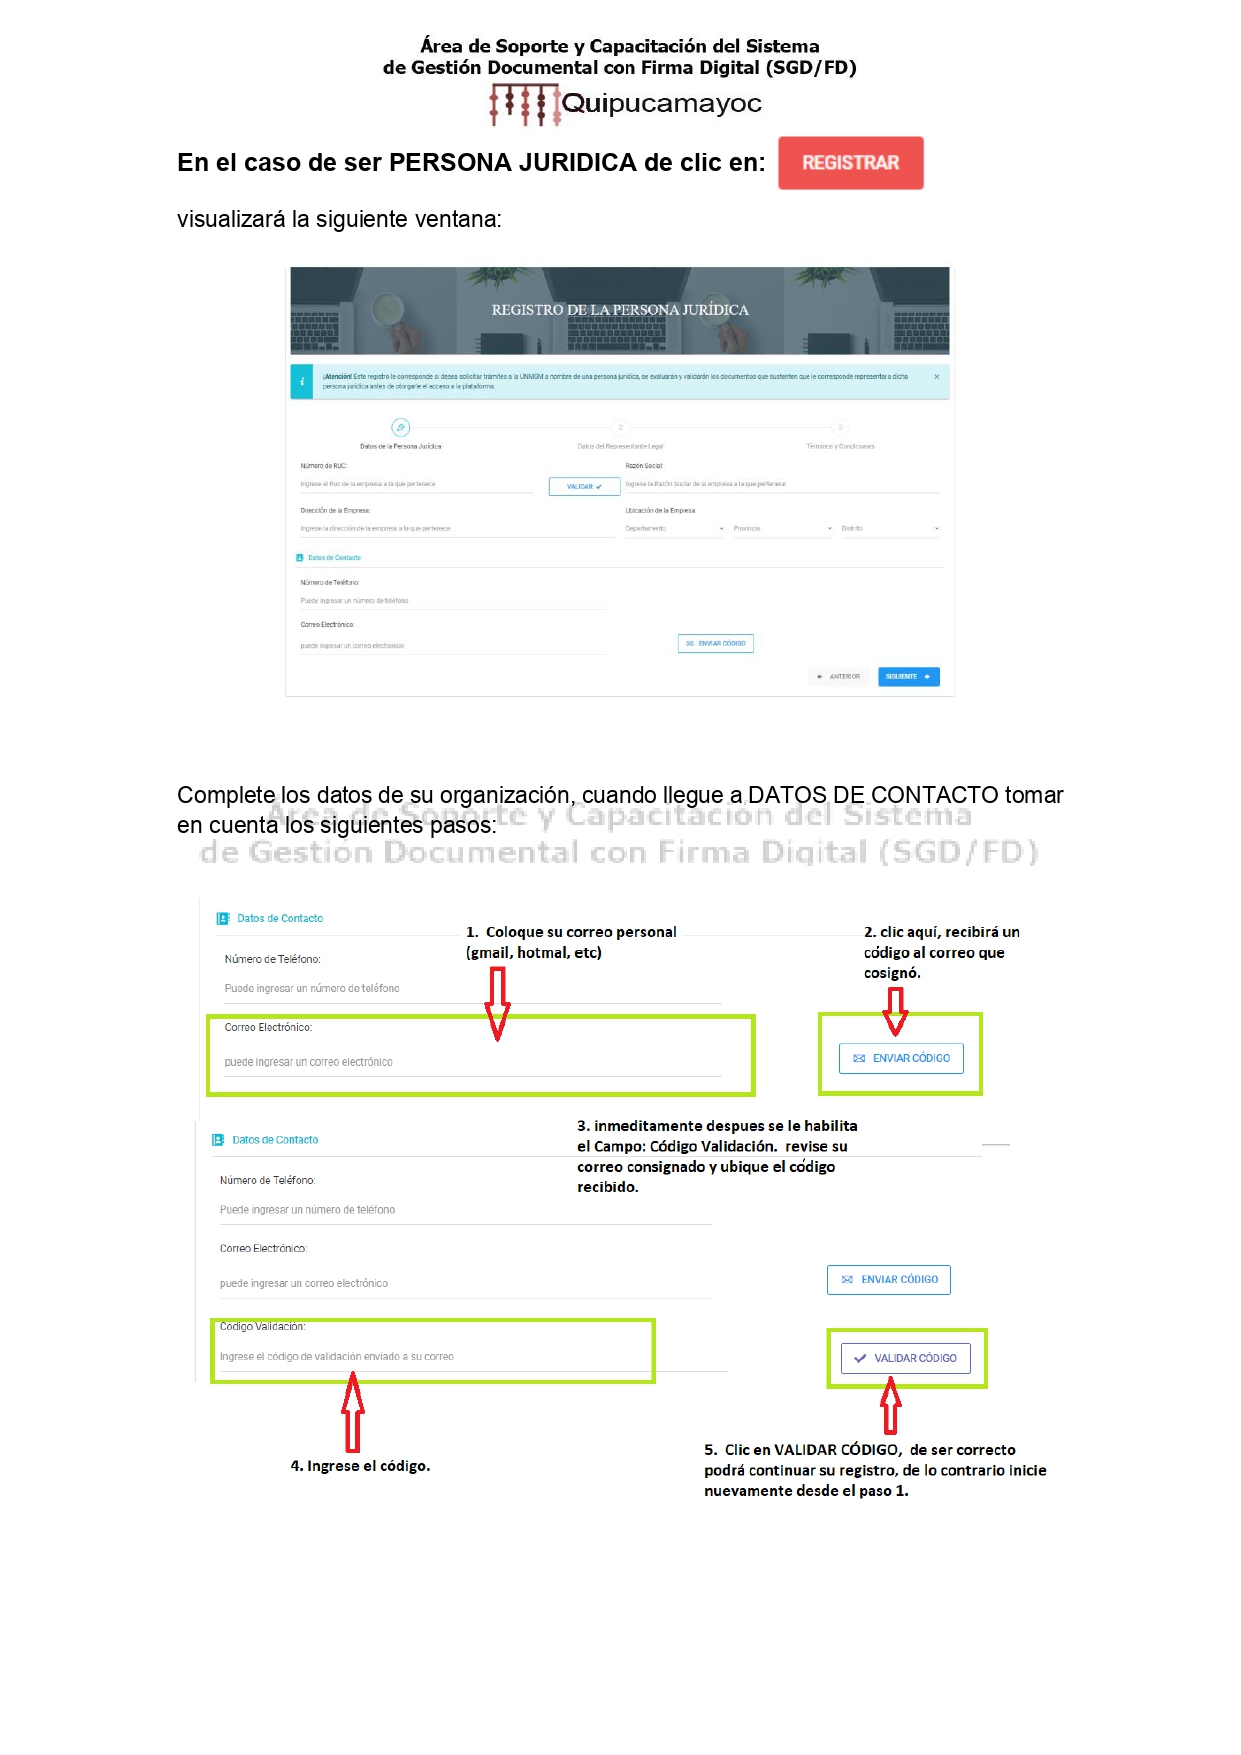 Área de Soporte y Capacitación del Sistema
de Gestión Documental con Firma Digital (SGD/FD)
Quipucamayoc
En el caso de ser PERSONA JURIDICA de clic en: REGISTRAR
visualizará la siguiente ventana:
REGISTRO DE LA PERSONA JURÍDICA
¡Atención! Este registro le corresponde si desea solicitar trámites a la UNMSM a nombre de una persona jurídica, se evaluarán y validarán los documentos que sustenten que le corresponde representar a dicha
persona jurídica antes de otorgarle el acceso a la plataforma.
2 3
Datos de la Persona Jurídica Datos del Representante Legal Términos y Condiciones
Número de RUC: Razón Social:
Ingrese el Ruc de la empresa a la que pertenece VALIDAR Ingrese la Razón Social de la empresa a la que pertenece
Dirección de la Empresa: Ubicación de la Empresa:
Ingrese la dirección de la empresa a la que pertenece Departamento Provincia Distrito
Datos de Contacto
Número de Teléfono:
Puede ingresar un número de teléfono
Correo Electrónico:
puede ingresar un correo electrónico ENVIAR CÓDIGO
ANTERIOR SIGUIENTE
Complete los datos de su organización, cuando llegue a DATOS DE CONTACTO tomar
en cuenta los siguientes pasos:
Área de Soporte y Capacitación del Sistema
de Gestión Documental con Firma Digital (SGD/FD)
Datos de Contacto
1. Coloque su correo personal
(gmail, hotmal, etc)
2. clic aquí, recibirá un
código al correo que
cosignó.
Número de Teléfono:
Puede ingresar un número de teléfono
Correo Electrónico:
puede ingresar un correo electrónico
ENVIAR CÓDIGO
3. inmeditamente despues se le habilita
el Campo: Código Validación. revise su
correo consignado y ubique el código
recibido.
Datos de Contacto
Número de Teléfono:
Puede ingresar un número de teléfono
Correo Electrónico:
puede ingresar un correo electrónico
ENVIAR CÓDIGO
Código Validación:
Ingrese el código de validación enviado a su correo
VALIDAR CÓDIGO
4. Ingrese el código.
5. Clic en VALIDAR CÓDIGO, de ser correcto
podrá continuar su registro, de lo contrario inicie
nuevamente desde el paso 1.